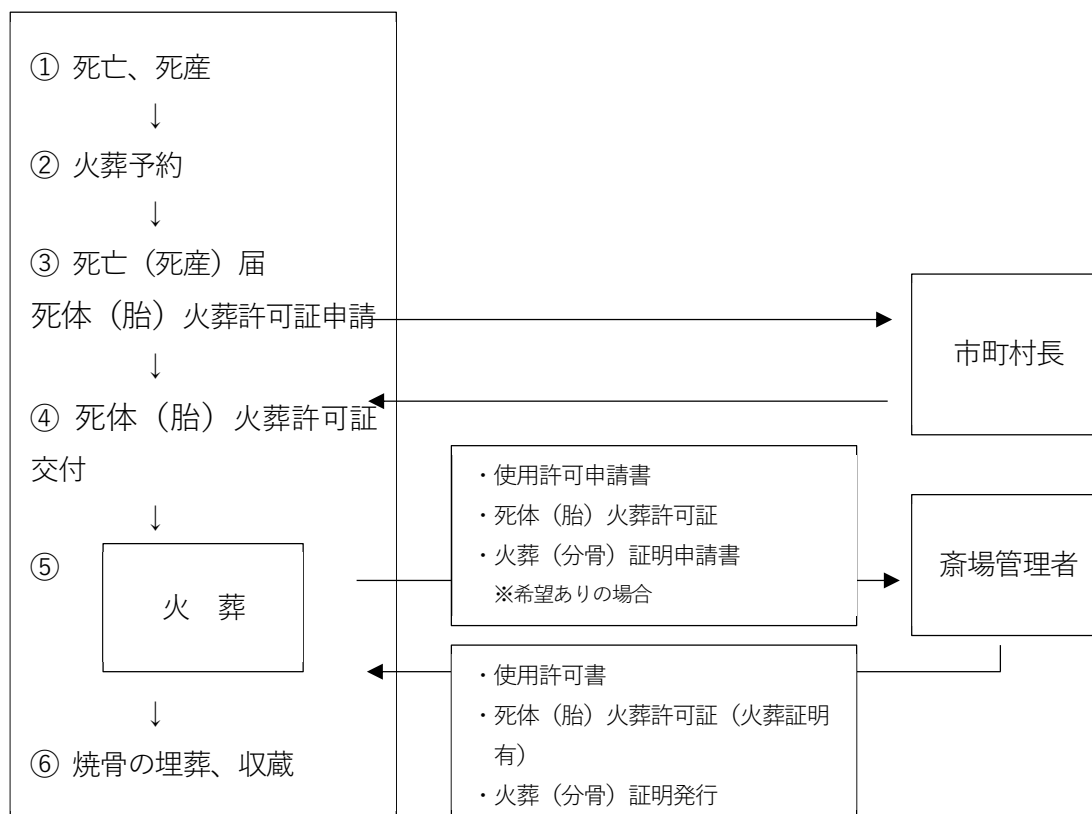 ① 死亡、死産
↓
② 火葬予約
↓
③ 死亡（死産）届
死体（胎）火葬許可証申請
↓
④ 死体（胎）火葬許可証
交付
↓
⑤
火　葬
↓
⑥ 焼骨の埋葬、収蔵
市町村長
・使用許可申請書
・死体（胎）火葬許可証
・火葬（分骨）証明申請書
※希望ありの場合
斎場管理者
・使用許可書
・死体（胎）火葬許可証（火葬証明
有）
・火葬（分骨）証明発行